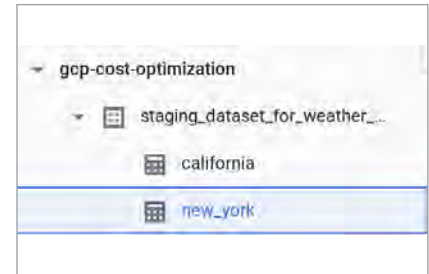 gcp-cost-optimization
staging_dataset_for_weather_...
california
new_york